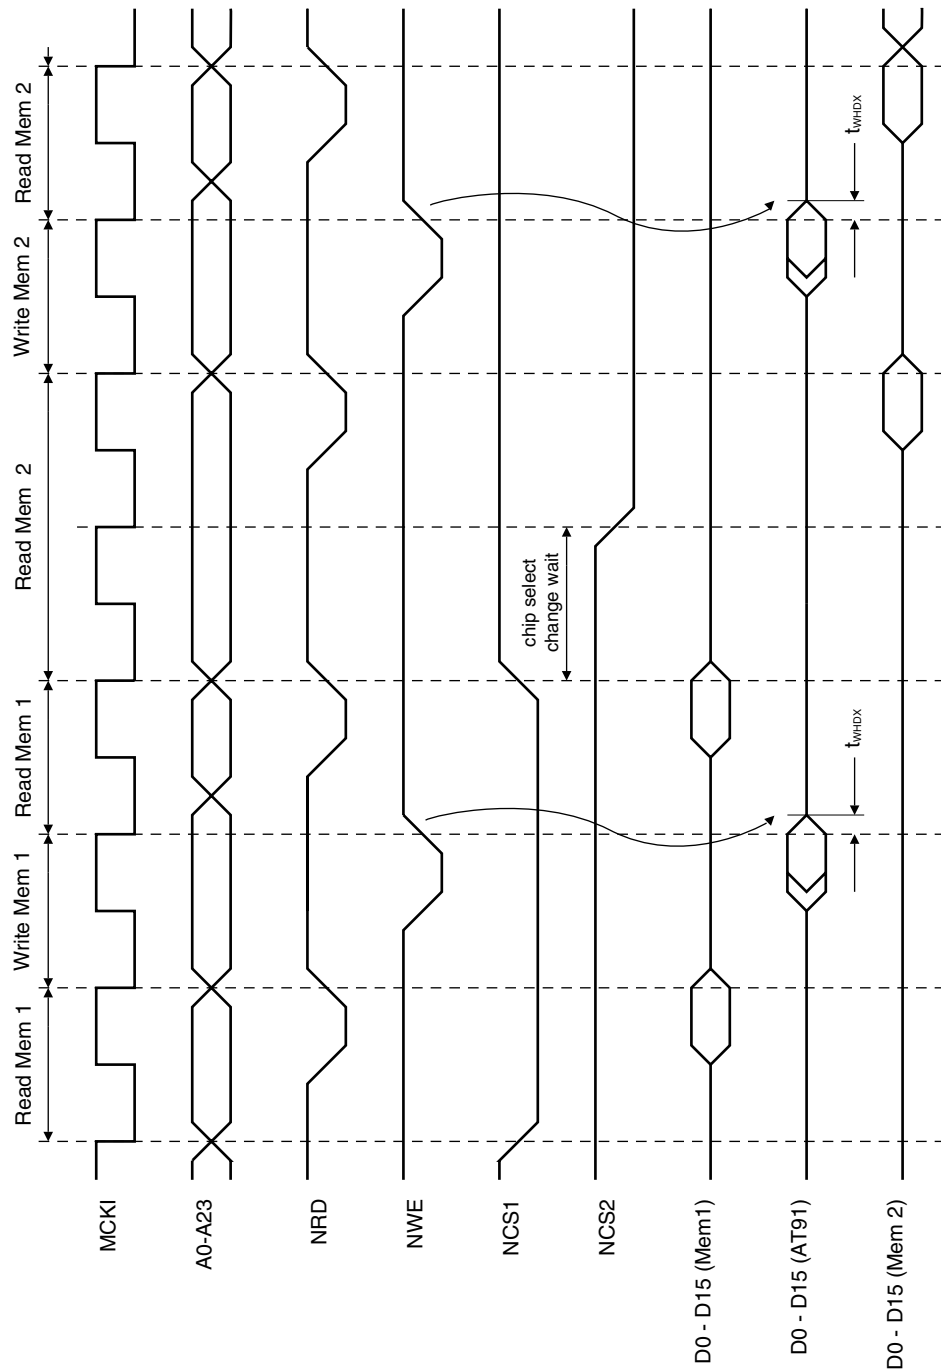 Read Mem 1
Write Mem 1
Read Mem 1
Read Mem 2
Write Mem 2
Read Mem 2
MCKI
A0-A23
NRD
NWE
NCS1
chip select
change wait
NCS2
D0 - D15 (Mem1)
D0 - D15 (AT91)
tWHDX
tWHDX
D0 - D15 (Mem 2)